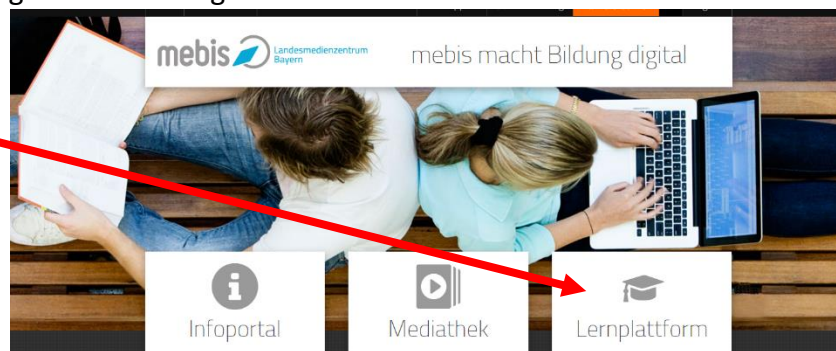 mebis Landesmedienzentrum
Bayern
mebis macht Bildung digital
Infoportal Mediathek Lernplattform